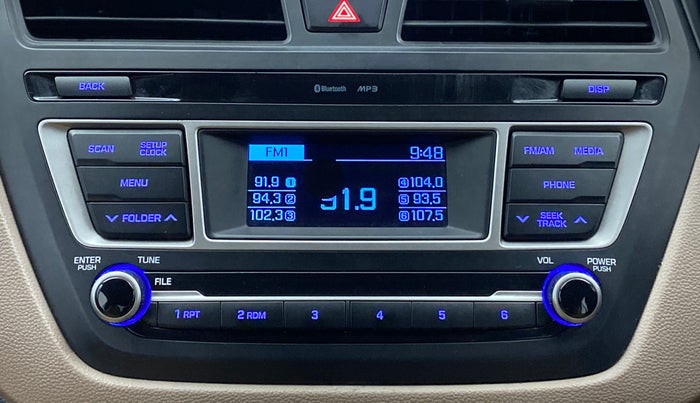 BACK
Bluetooth MP3
DISP
SCAN
SETUP
CLOCK
MENU
FOLDER
FM1
9:48
91.9 1
94.3 2
102.3 3
91.9
4 104.0
5 93.5
6 107.5
FM/AM
MEDIA
PHONE
SEEK
TRACK
ENTER
PUSH
TUNE
FILE
VOL
POWER
PUSH
1 RPT
2 RDM
3
4
5
6